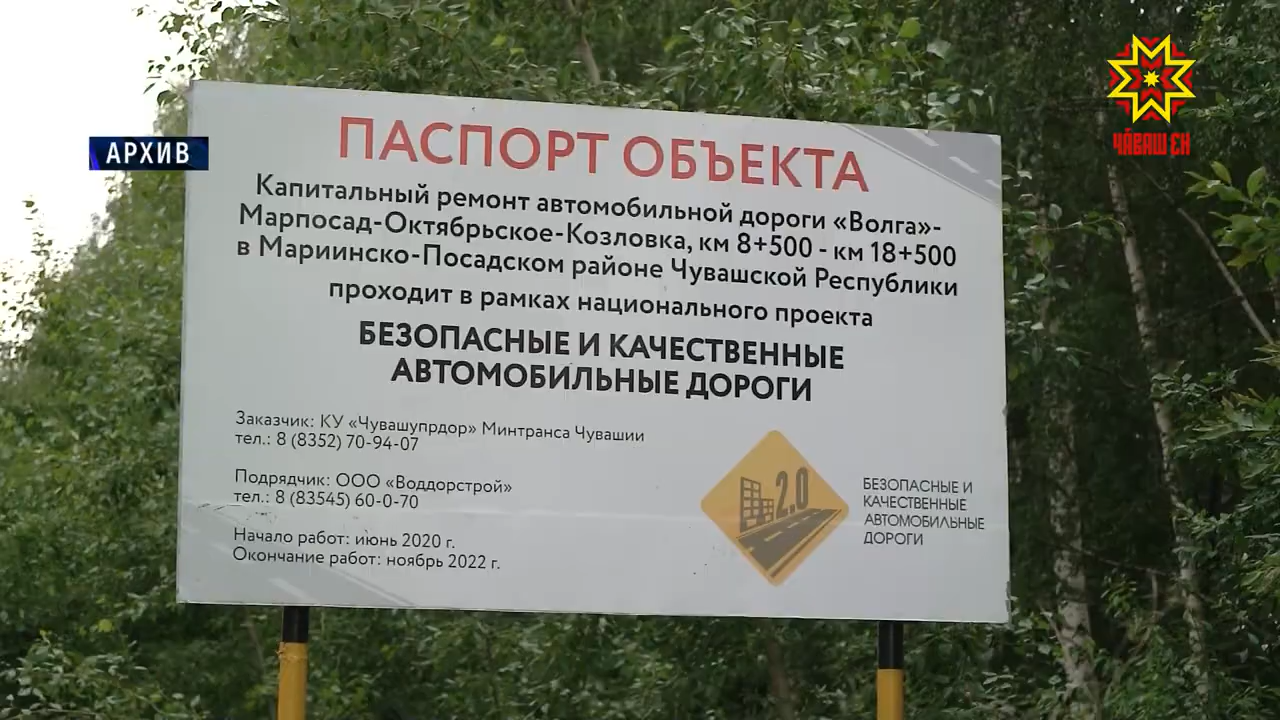 АРХИВ
ЧӐВАШ ЕН
ПАСПОРТ ОБЪЕКТА
Капитальный ремонт автомобильной дороги «Волга»-
Марпосад-Октябрьское-Козловка, км 8+500 - км 18+500
в Мариинско-Посадском районе Чувашской Республики
проходит в рамках национального проекта
БЕЗОПАСНЫЕ И КАЧЕСТВЕННЫЕ
АВТОМОБИЛЬНЫЕ ДОРОГИ
Заказчик: КУ «Чувашупрдор» Минтранса Чувашии
тел.: 8 (8352) 70-94-07
Подрядчик: ООО «Воддорстрой»
тел.: 8 (83545) 60-0-70
Начало работ: июнь 2020 г.
Окончание работ: ноябрь 2022 г.
2.0
БЕЗОПАСНЫЕ И
КАЧЕСТВЕННЫЕ
АВТОМОБИЛЬНЫЕ
ДОРОГИ